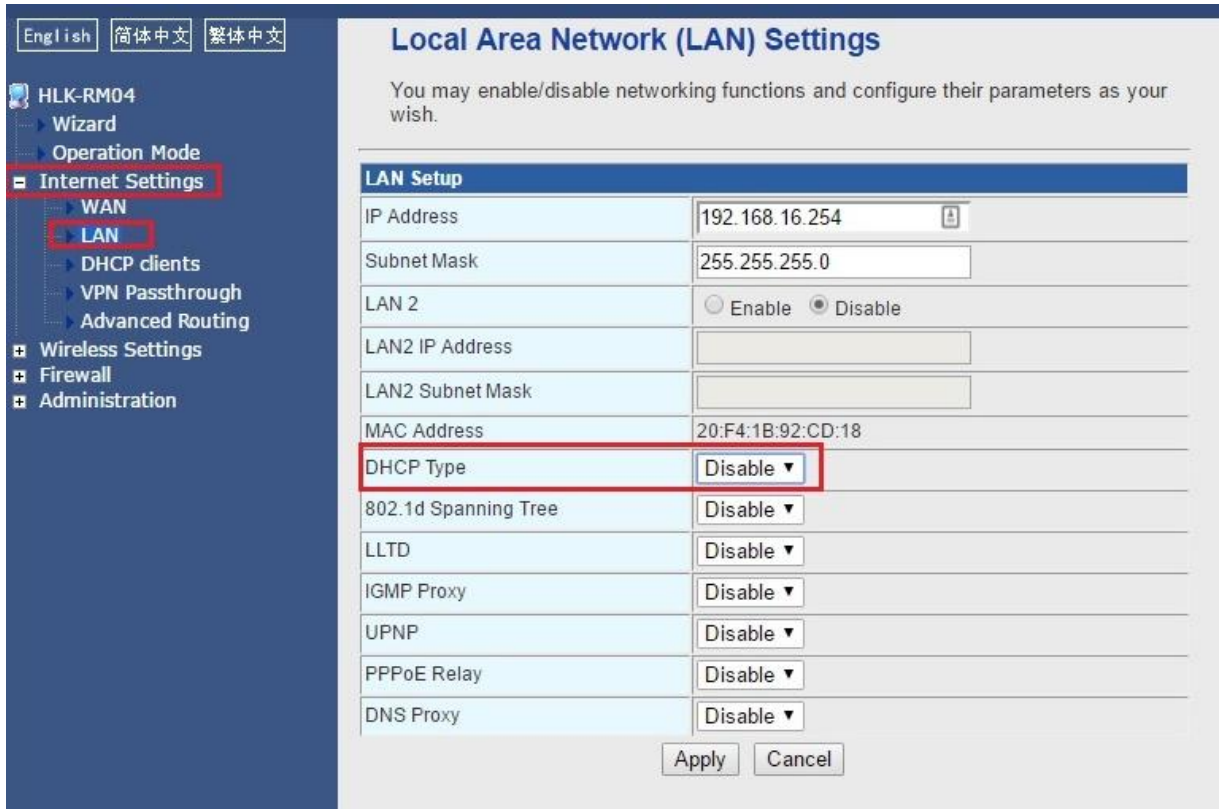 English 简体中文 繁体中文
HLK-RM04
Wizard
Operation Mode
Internet Settings
WAN
LAN
DHCP clients
VPN Passthrough
Advanced Routing
Wireless Settings
Firewall
Administration
Local Area Network (LAN) Settings
You may enable/disable networking functions and configure their parameters as your
wish.
LAN Setup
IP Address 192.168.16.254
Subnet Mask 255.255.255.0
LAN 2 Enable Disable
LAN2 IP Address
LAN2 Subnet Mask
MAC Address 20:F4:1B:92:CD:18
DHCP Type Disable
802.1d Spanning Tree Disable
LLTD Disable
IGMP Proxy Disable
UPNP Disable
PPPoE Relay Disable
DNS Proxy Disable
Apply Cancel